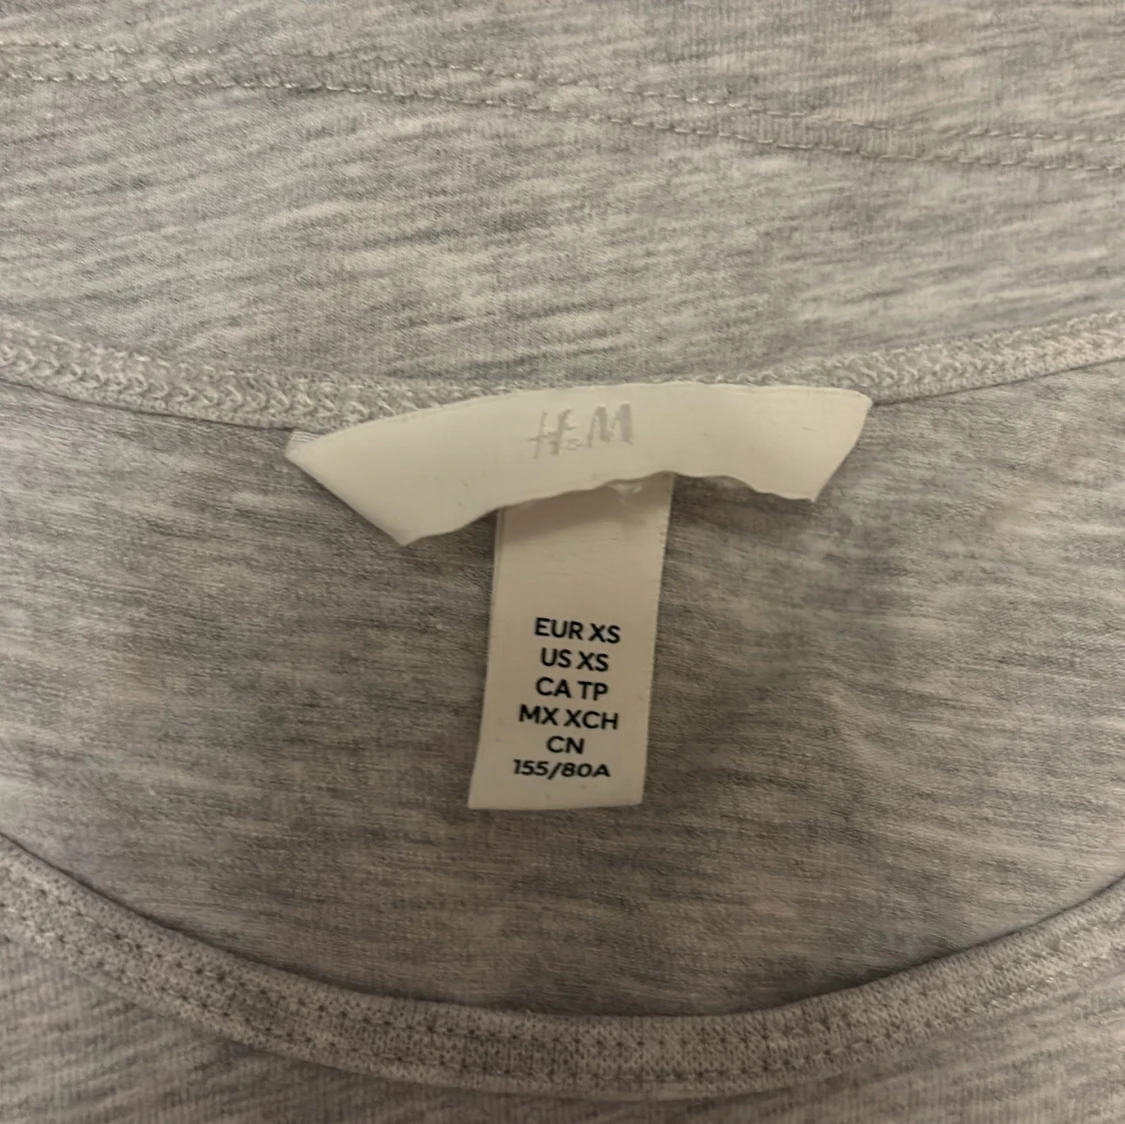 H&M
EUR XS
US XS
CA TP
MX XCH
CN
155/80A